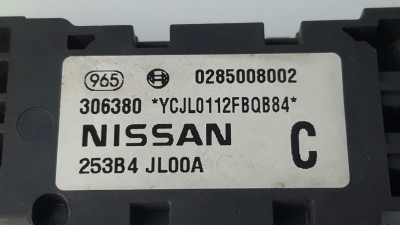 965 0285008002
306380 *YCJL0112FBQB84*
NISSAN C
253B4 JL00A